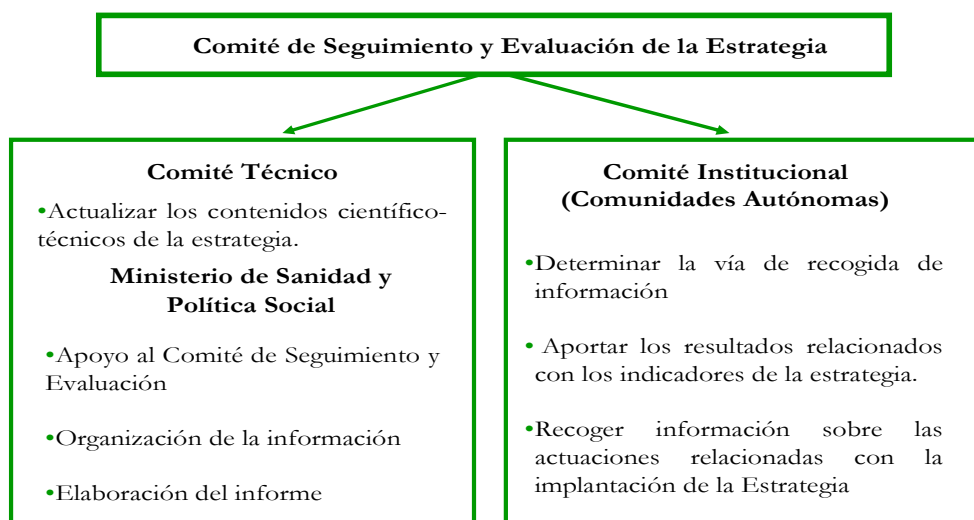 Comité de Seguimiento y Evaluación de la Estrategia
Comité Técnico
•Actualizar los contenidos científico-
técnicos de la estrategia.
Ministerio de Sanidad y
Política Social
•Apoyo al Comité de Seguimiento y
Evaluación
•Organización de la información
•Elaboración del informe
Comité Institucional
(Comunidades Autónomas)
•Determinar la vía de recogida de
información
• Aportar los resultados relacionados
con los indicadores de la estrategia.
•Recoger información sobre las
actuaciones relacionadas con la
implantación de la Estrategia